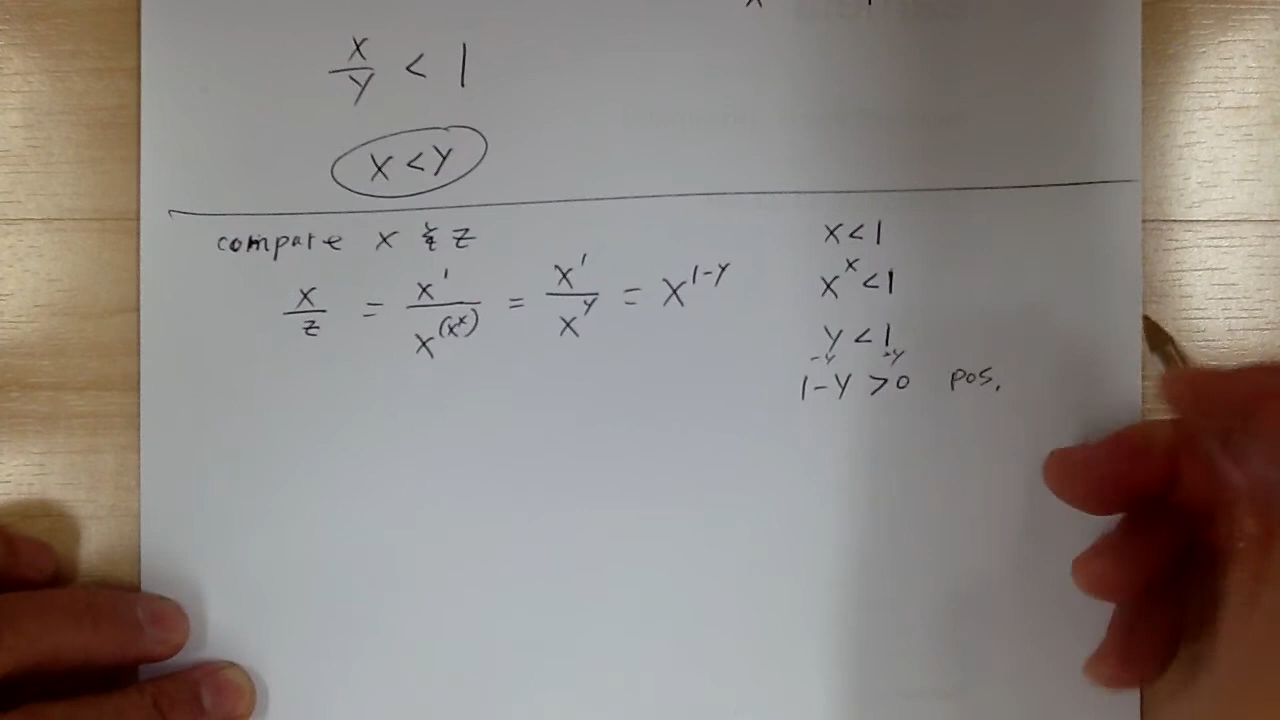 x/y < 1
x < y
compare x & z
x/z = x^1/x^(x^x) = x^1/x^y = x^(1-y)
x < 1
x^x < 1
y < 1
-y -y
1-y > 0 pos.